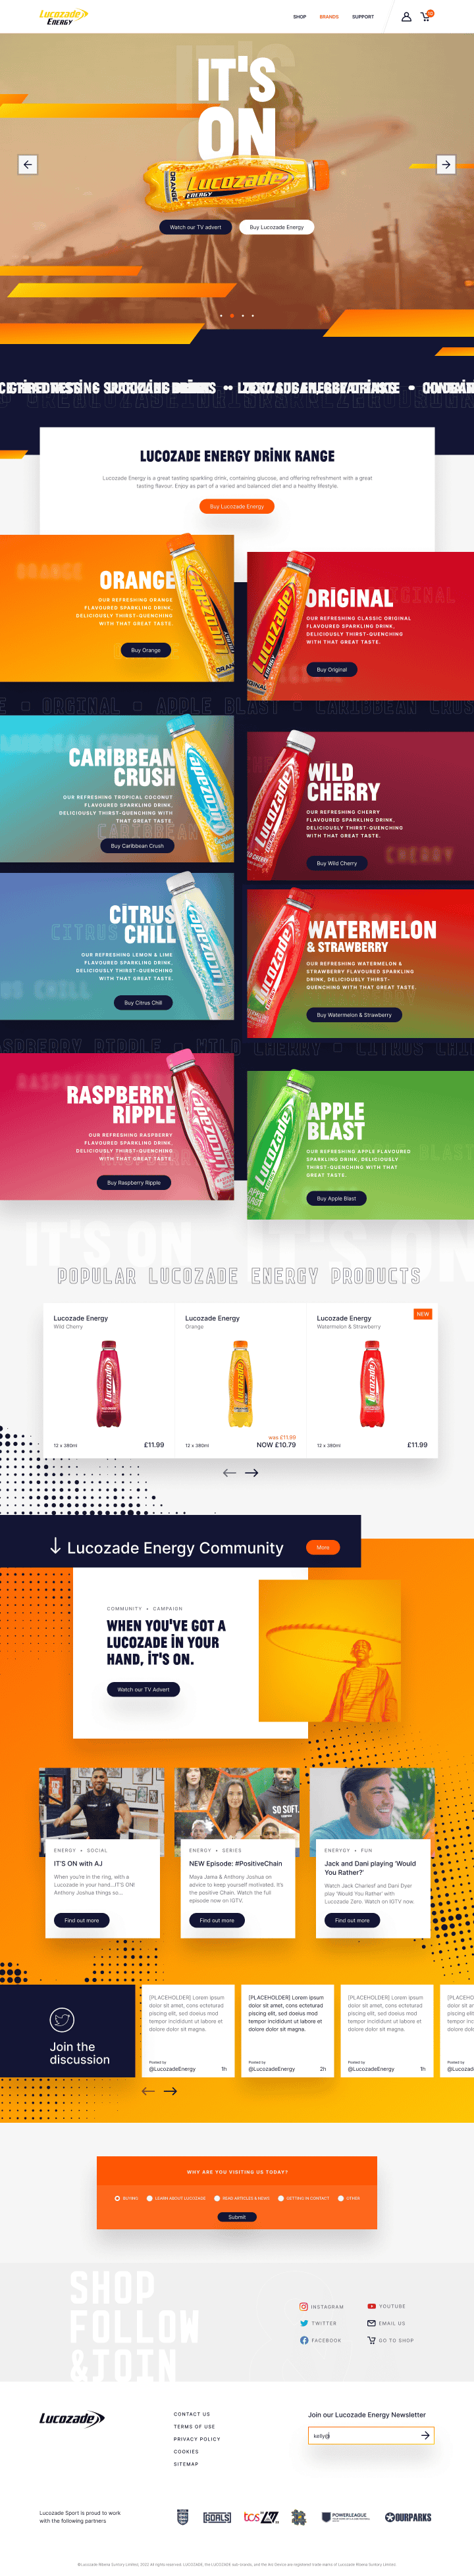 Lucozade
ENERGY
SHOP
BRANDS
SUPPORT
IT'S
ON
ORANGE
Lucozade
Watch our TV advert
Buy Lucozade Energy
LUCOZADE ENERGY DRINK RANGE
Lucozade Energy is a great tasting sparkling drink, containing glucose, and offering refreshment with a great
tasting flavour. Enjoy as part of a varied and balanced diet and a healthy lifestyle.
Buy Lucozade Energy
ORANGE
OUR REFRESHING ORANGE
FLAVOURED SPARKLING DRINK,
DELICIOUSLY THIRST-QUENCHING
WITH THAT GREAT TASTE.
Buy Orange
ORIGINAL
OUR REFRESHING CLASSIC ORIGINAL
FLAVOURED SPARKLING DRINK,
DELICIOUSLY THIRST-QUENCHING
WITH THAT GREAT TASTE.
Buy Original
CARIBBEAN
CRUSH
OUR REFRESHING TROPICAL COCONUT
FLAVOURED SPARKLING DRINK,
DELICIOUSLY THIRST-QUENCHING WITH
THAT GREAT TASTE.
Buy Caribbean Crush
WILD
CHERRY
OUR REFRESHING CHERRY
FLAVOURED SPARKLING DRINK,
DELICIOUSLY THIRST-QUENCHING
WITH THAT GREAT TASTE.
Buy Wild Cherry
CITRUS
CHILL
OUR REFRESHING LEMON & LIME
FLAVOURED SPARKLING DRINK,
DELICIOUSLY THIRST-QUENCHING
WITH THAT GREAT TASTE.
Buy Citrus Chill
WATERMELON
& STRAWBERRY
OUR REFRESHING WATERMELON &
STRAWBERRY FLAVOURED SPARKLING
DRINK, DELICIOUSLY THIRST-
QUENCHING WITH THAT GREAT TASTE.
Buy Watermelon & Strawberry
RASPBERRY
RIPPLE
OUR REFRESHING RASPBERRY
FLAVOURED SPARKLING DRINK,
DELICIOUSLY THIRST-QUENCHING
WITH THAT GREAT TASTE.
Buy Raspberry Ripple
APPLE
BLAST
OUR REFRESHING APPLE FLAVOURED
SPARKLING DRINK, DELICIOUSLY
THIRST-QUENCHING WITH THAT
GREAT TASTE.
Buy Apple Blast
IT'S ON IT'S ON
POPULAR LUCOZADE ENERGY PRODUCTS
Lucozade Energy
Wild Cherry
12 x 380ml
£11.99
Lucozade Energy
Orange
12 x 380ml
was £11.99
NOW £10.79
NEW
Lucozade Energy
Watermelon & Strawberry
12 x 380ml
£11.99
Lucozade Energy Community
More
COMMUNITY • CAMPAIGN
WHEN YOU'VE GOT A
LUCOZADE IN YOUR
HAND, IT'S ON.
Watch our TV Advert
SO SOFT.
ENERGY • SOCIAL
IT'S ON with AJ
When you're in the ring, with a
Lucozade in your hand...IT'S ON!
Anthony Joshua things so...
Find out more
ENERGY • SERIES
NEW Episode: #PositiveChain
Maya Jama & Anthony Joshua on
advice to keep yourself motivated. It's
the positive Chain. Watch the full
episode now on IGTV.
Find out more
ENERYGY • FUN
Jack and Dani playing 'Would
You Rather?'
Watch Jack Charlesf and Dani Dyer
play 'Would You Rather' with
Lucozade Zero. Watch on IGTV now.
Find out more
Join the
discussion
[PLACEHOLDER] Lorem ipsum
dolor sit amet, cons ecteturad
piscing elit, sed doeius mod
tempor incididunt ut labore et
dolore dolor sit magna.
Posted by
@LucozadeEnergy
1h
[PLACEHOLDER] Lorem ipsum
dolor sit amet, cons ecteturad
piscing elit, sed doeius mod
tempor incididunt ut labore et
dolore dolor sit magna.
Posted by
@LucozadeEnergy
2h
[PLACEHOLDER] Lorem ipsum
dolor sit amet, cons ecteturad
piscing elit, sed doeius mod
tempor incididunt ut labore et
dolore dolor sit magna.
Posted by
@LucozadeEnergy
1h
WHY ARE YOU VISITING US TODAY?
BUYING
LEARN ABOUT LUCOZADE
READ ARTICLES & NEWS
GETTING IN CONTACT
OTHER
Submit
SHOP
FOLLOW
&JOIN
INSTAGRAM
YOUTUBE
TWITTER
EMAIL US
FACEBOOK
GO TO SHOP
Lucozade
CONTACT US
TERMS OF USE
PRIVACY POLICY
COOKIES
SITEMAP
Join our Lucozade Energy Newsletter
kelly@
Lucozade Sport is proud to work
with the following partners
GOALS
tcs
POWERLEAGUE
OURPARKS